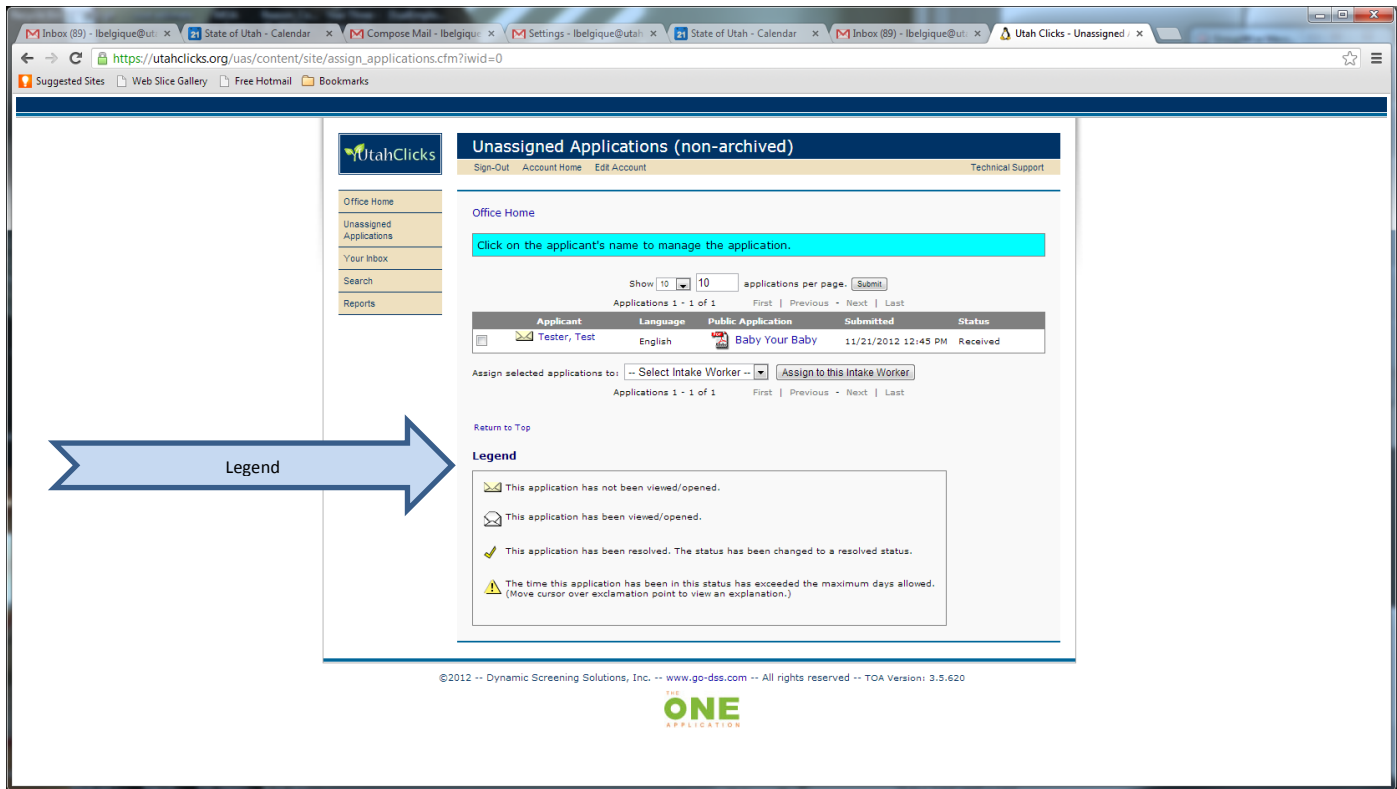 Inbox (89) - lbelgique@ut
State of Utah - Calendar
Compose Mail - lbelgique
Settings - lbelgique@utah
State of Utah - Calendar
Inbox (89) - lbelgique@ut
Utah Clicks - Unassigned
https://utahclicks.org/uas/content/site/assign_applications.cfm?iwid=0
Suggested Sites Web Slice Gallery Free Hotmail Bookmarks
UtahClicks
Unassigned Applications (non-archived)
Sign-Out Account Home Edit Account Technical Support
Office Home
Unassigned
Applications
Your Inbox
Search
Reports
Office Home
Click on the applicant's name to manage the application.
Show 10 10 applications per page. Submit
Applications 1 - 1 of 1 First | Previous - Next | Last
Applicant Language Public Application Submitted Status
Tester, Test English Baby Your Baby 11/21/2012 12:45 PM Received
Assign selected applications to: -- Select Intake Worker -- Assign to this Intake Worker
Applications 1 - 1 of 1 First | Previous - Next | Last
Return to Top
Legend
Legend
This application has not been viewed/opened.
This application has been viewed/opened.
This application has been resolved. The status has been changed to a resolved status.
The time this application has been in this status has exceeded the maximum days allowed.
(Move cursor over exclamation point to view an explanation.)
©2012 -- Dynamic Screening Solutions, Inc. -- www.go-dss.com -- All rights reserved -- TOA Version: 3.5.620
THE
ONE
APPLICATION